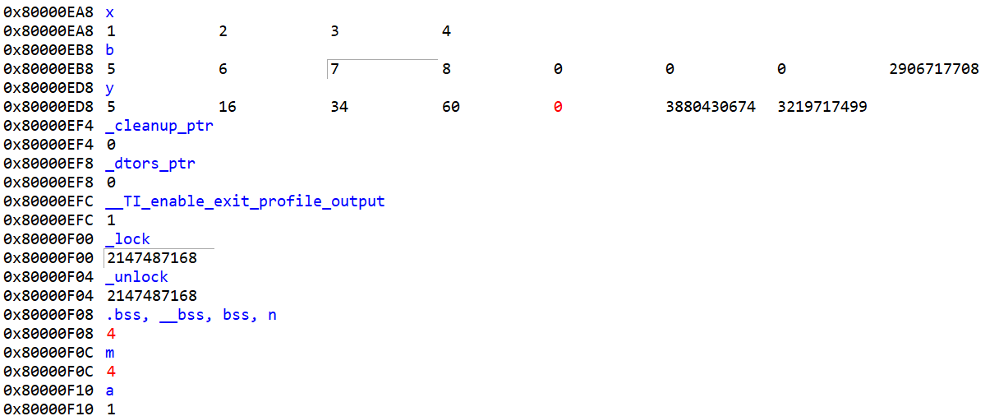 0x80000EA8 x
0x80000EA8 1 2 3 4
0x80000EB8 b
0x80000EB8 5 6 7 8 0 0 0 2906717708
0x80000ED8 y
0x80000ED8 5 16 34 60 0 3880430674 3219717499
0x80000EF4 _cleanup_ptr
0x80000EF4 0
0x80000EF8 _dtors_ptr
0x80000EF8 0
0x80000EFC __TI_enable_exit_profile_output
0x80000EFC 1
0x80000F00 _lock
0x80000F00 2147487168
0x80000F04 _unlock
0x80000F04 2147487168
0x80000F08 .bss, __bss, bss, n
0x80000F08 4
0x80000F0C m
0x80000F0C 4
0x80000F10 a
0x80000F10 1